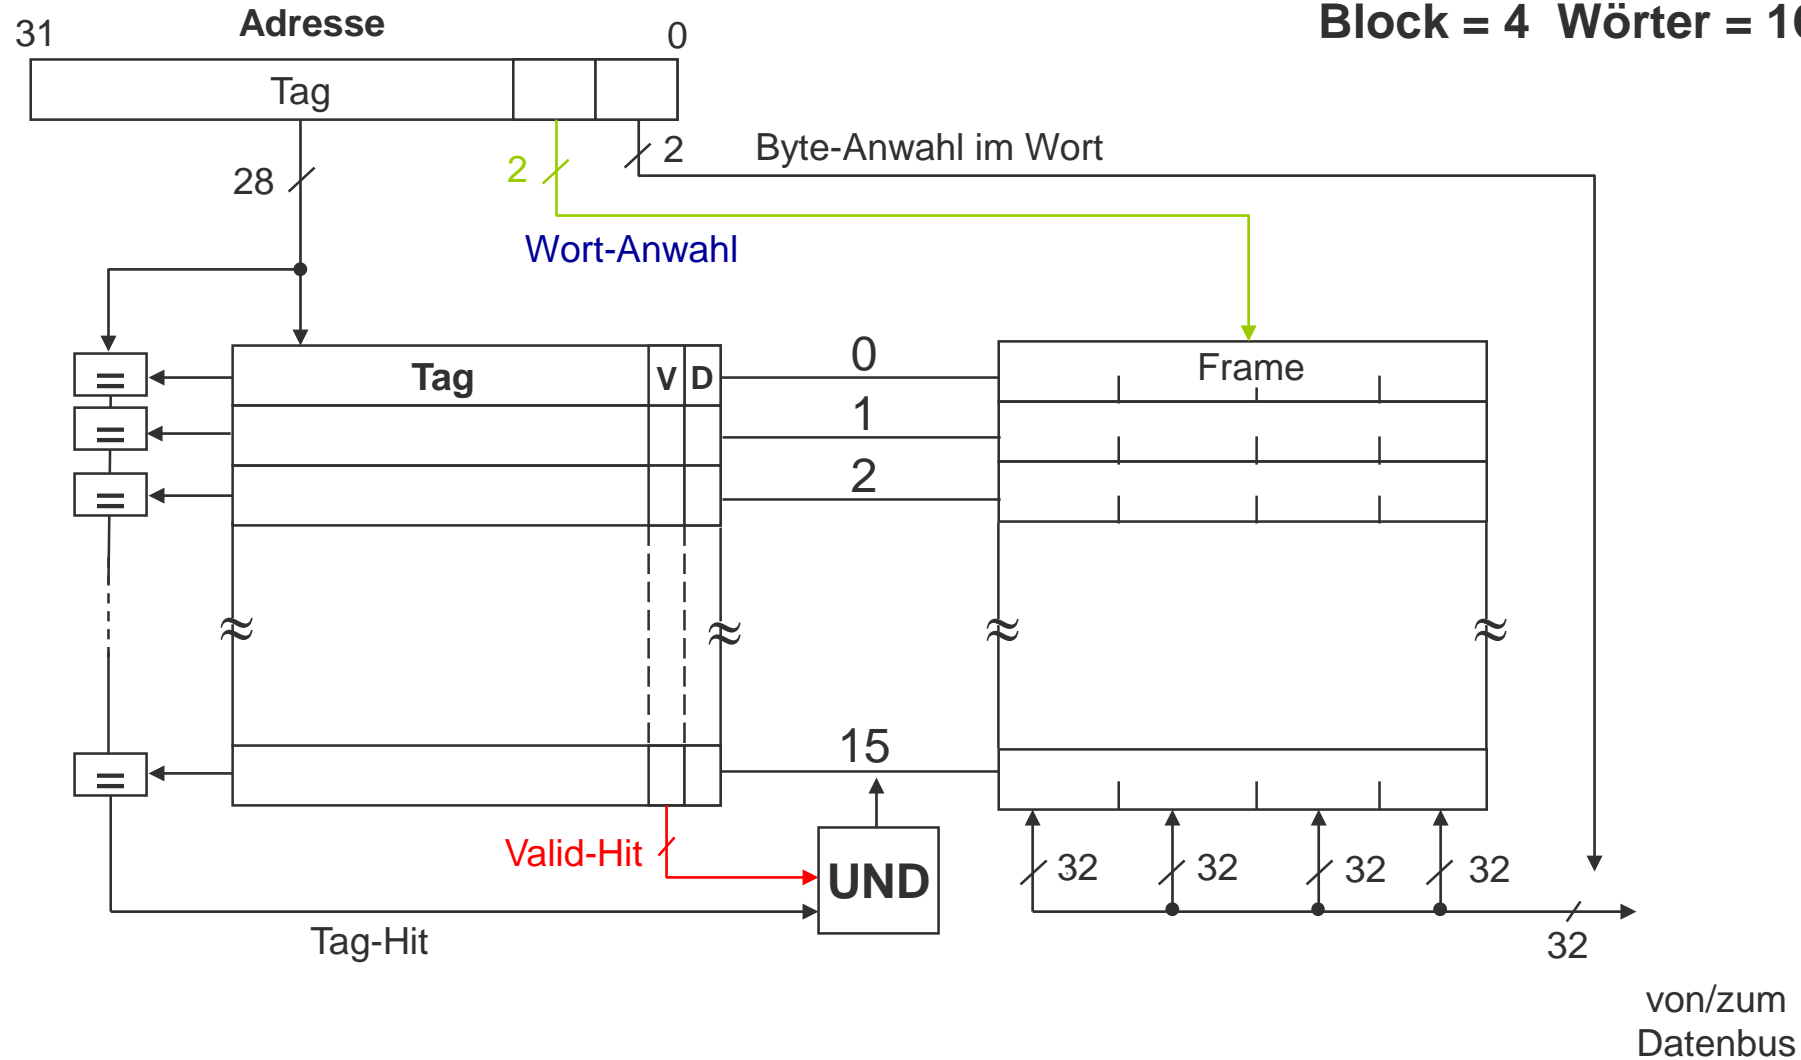 Adresse
Block = 4 Wörter = 16
31
0
Tag
28
2
2
Byte-Anwahl im Wort
Wort-Anwahl
=
Tag
V
D
0
Frame
=
1
=
2
=
15
Valid-Hit
UND
32
32
32
32
Tag-Hit
32
von/zum
Datenbus